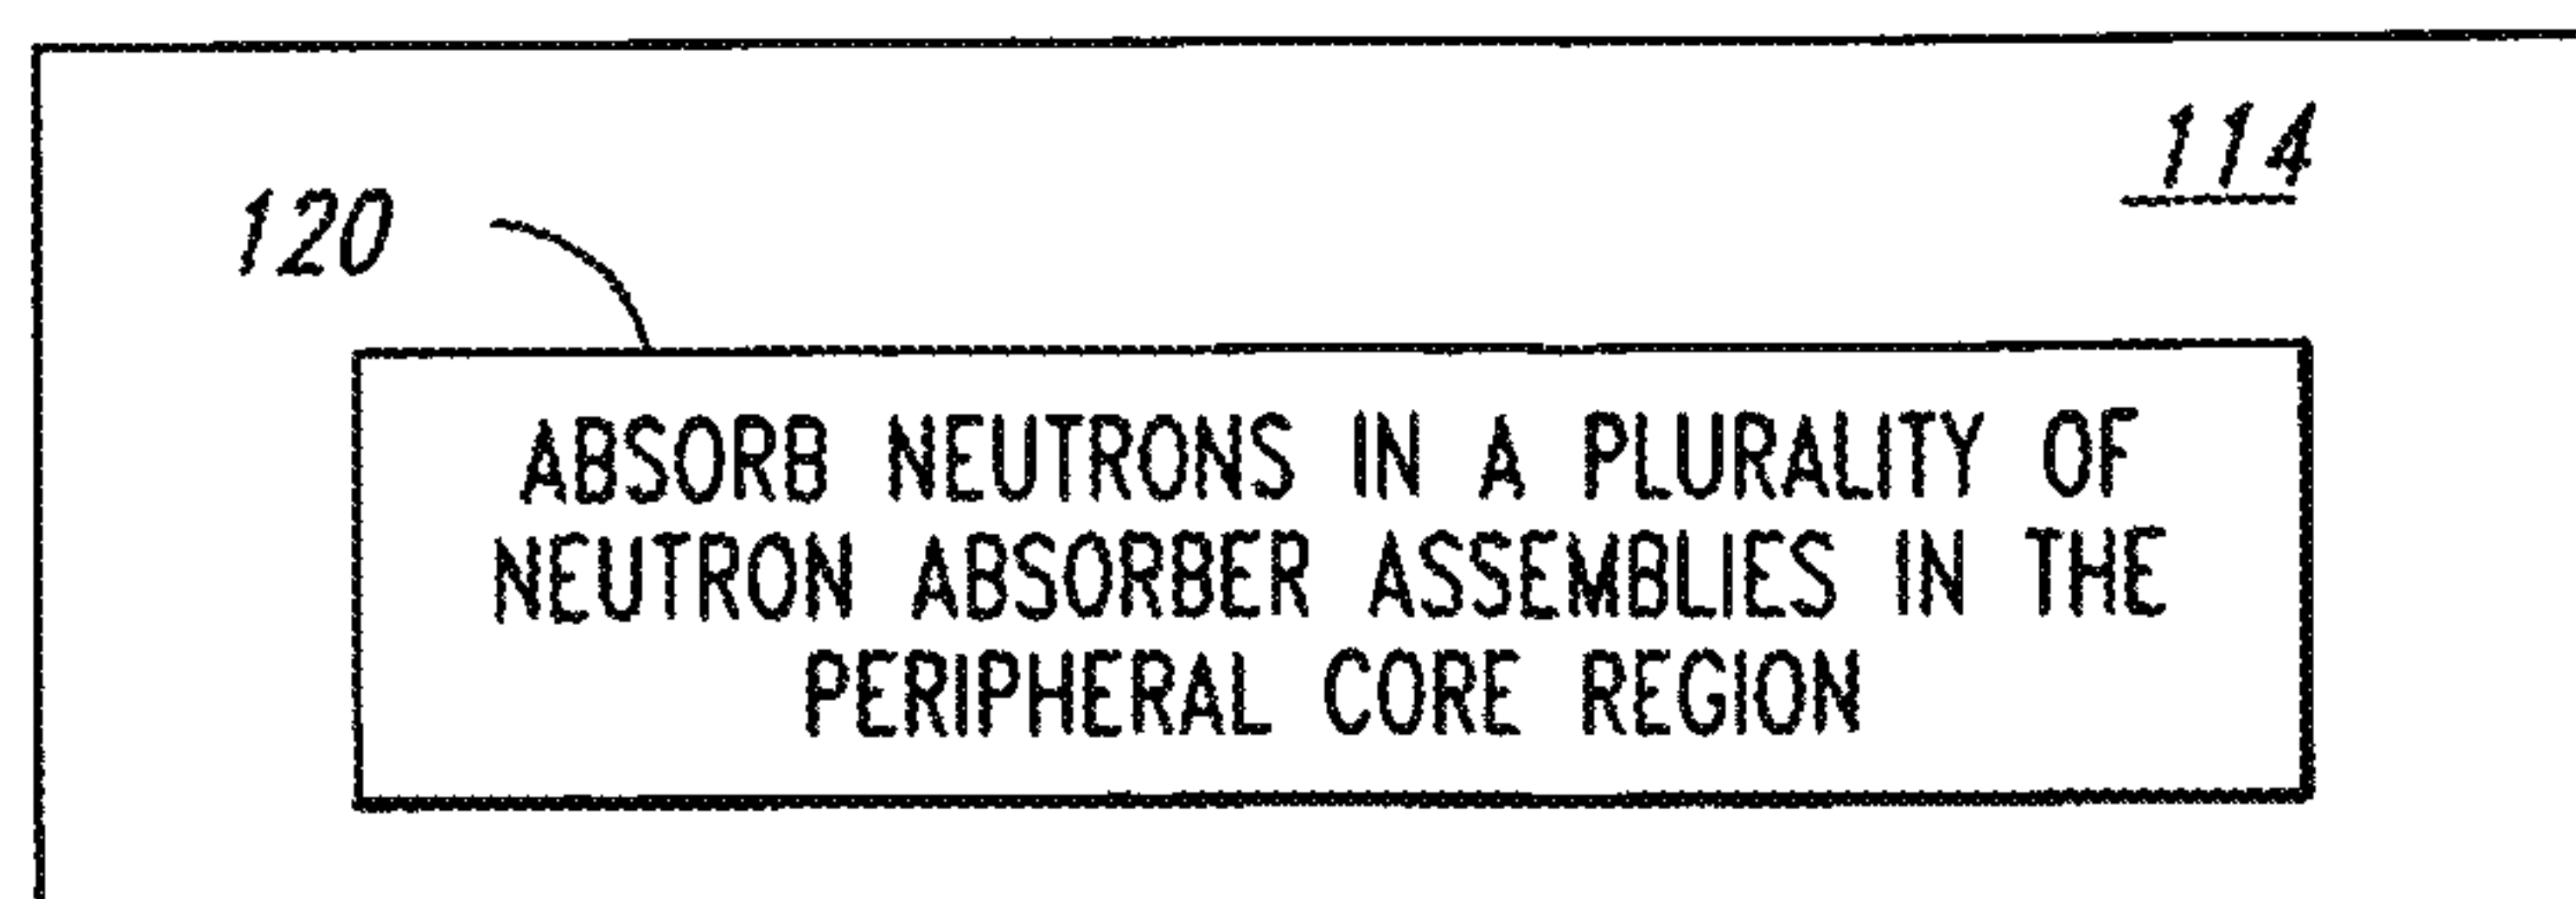 114
120
ABSORB NEUTRONS IN A PLURALITY OF
NEUTRON ABSORBER ASSEMBLIES IN THE
PERIPHERAL CORE REGION